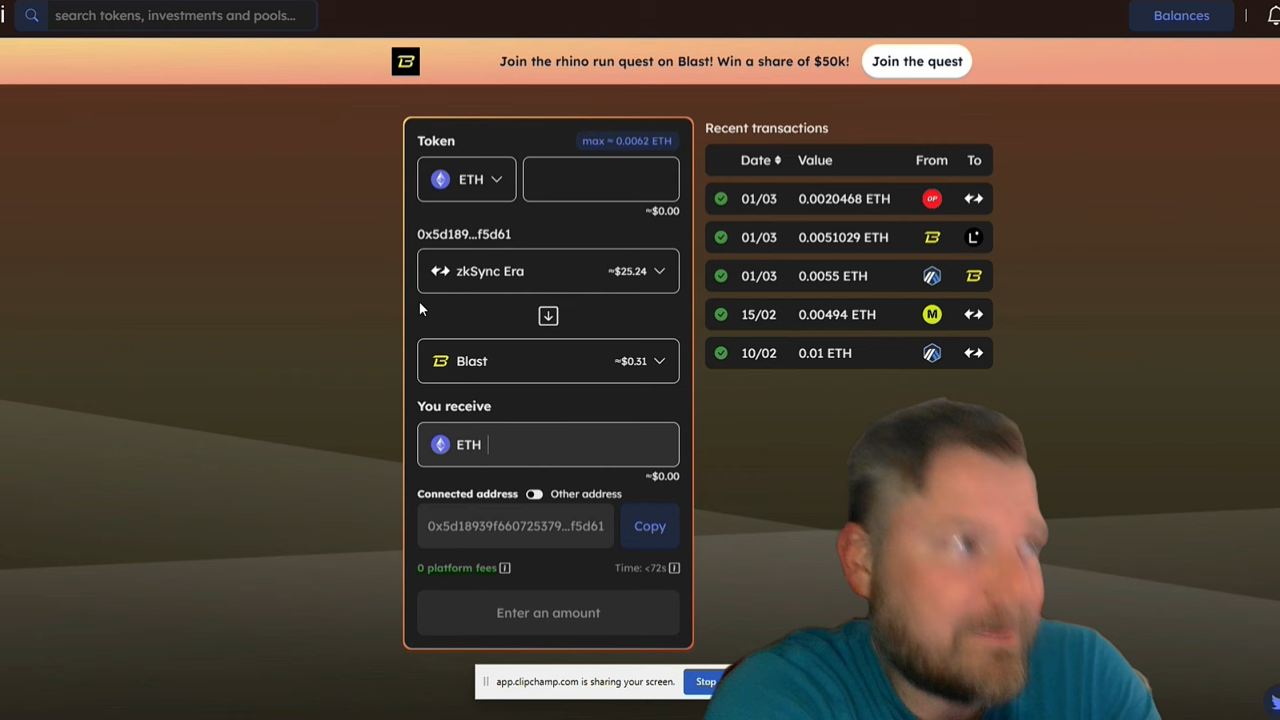 i
search tokens, investments and pools...
Balances
Join the rhino run quest on Blast! Win a share of $50k!
Join the quest
Token
max ≈ 0.0062 ETH
ETH
≈$0.00
0x5d189...f5d61
zkSync Era
≈$25.24
Blast
≈$0.31
You receive
ETH
≈$0.00
Connected address
Other address
0x5d18939f660725379...f5d61
Copy
0 platform fees
Time: <72s
Enter an amount
Recent transactions
Date Value From To
01/03 0.0020468 ETH OP
01/03 0.0051029 ETH L
01/03 0.0055 ETH
15/02 0.00494 ETH M
10/02 0.01 ETH
app.clipchamp.com is sharing your screen.
Stop